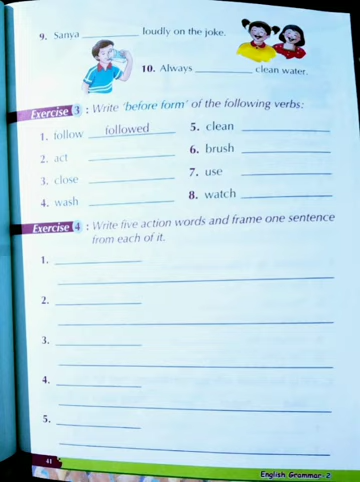 9. Sanya __________ loudly on the joke.
10. Always __________ clean water.
Exercise 3 : Write 'before form' of the following verbs:
1. follow followed
5. clean __________
2. act __________
6. brush __________
3. close __________
7. use __________
4. wash __________
8. watch __________
Exercise 4 : Write five action words and frame one sentence
from each of it.
1. __________
2. __________
3. __________
4. __________
5. __________
41
English Grammar-2